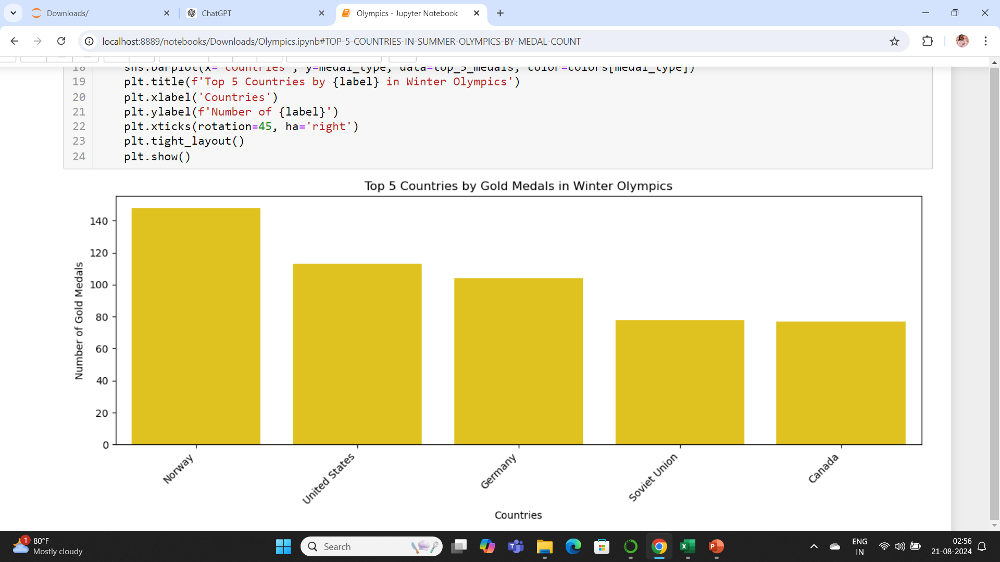 Downloads/
ChatGPT
Olympics - Jupyter Notebook
localhost:8889/notebooks/Downloads/Olympics.ipynb#TOP-5-COUNTRIES-IN-SUMMER-OLYMPICS-BY-MEDAL-COUNT
18 sns.barplot(x='countries', y=medal_type, data=top_5_medals, color=colors[medal_type])
19 plt.title(f'Top 5 Countries by {label} in Winter Olympics')
20 plt.xlabel('Countries')
21 plt.ylabel(f'Number of {label}')
22 plt.xticks(rotation=45, ha='right')
23 plt.tight_layout()
24 plt.show()
Top 5 Countries by Gold Medals in Winter Olympics
Number of Gold Medals
140
120
100
80
60
40
20
0
Norway
United States
Germany
Soviet Union
Canada
Countries
1
80°F
Mostly cloudy
Search
ENG
IN
02:56
21-08-2024